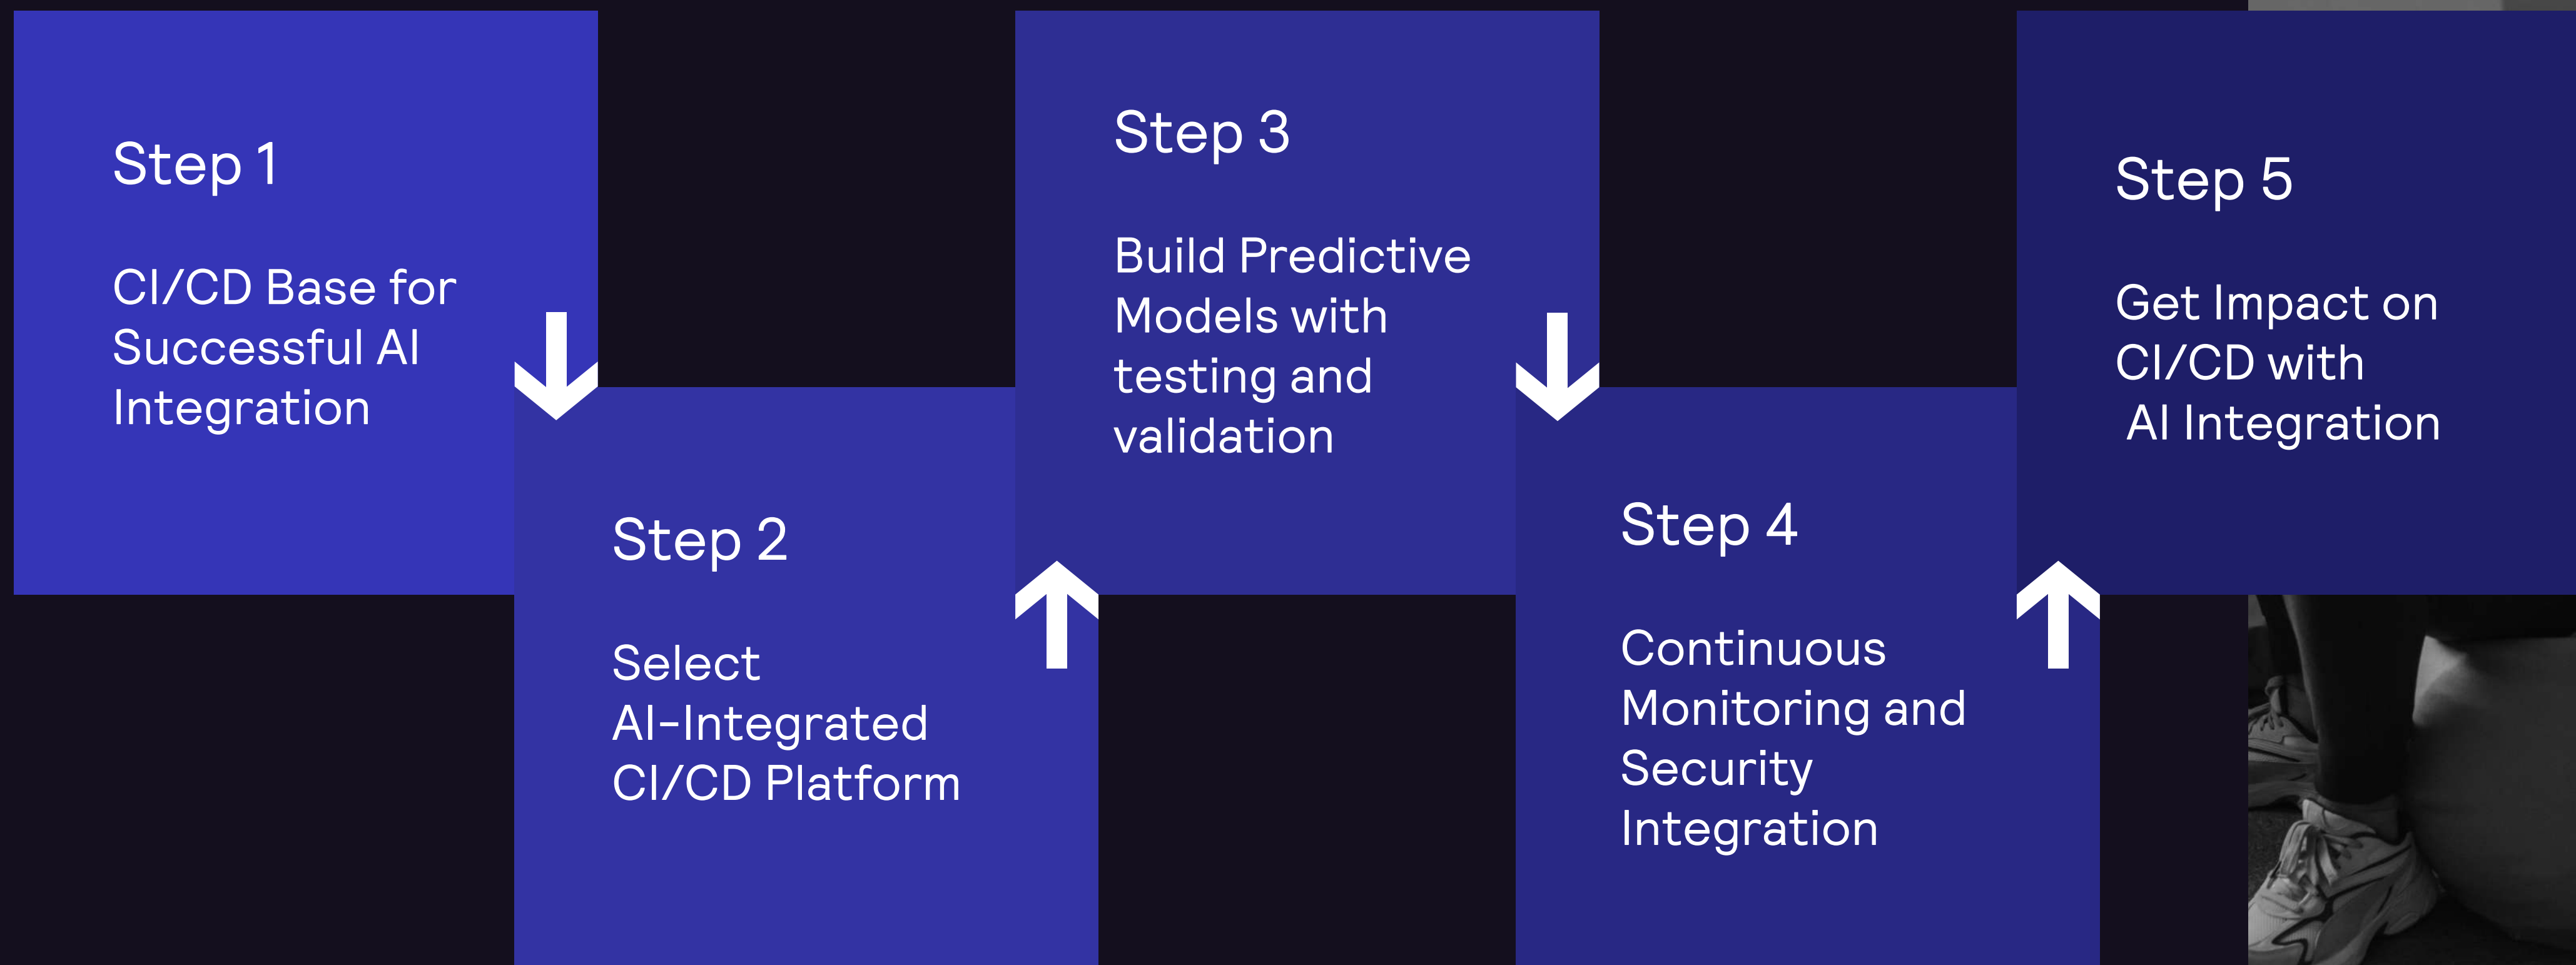 Step 1
CI/CD Base for
Successful AI
Integration
Step 2
Select
AI-Integrated
CI/CD Platform
Step 3
Build Predictive
Models with
testing and
validation
Step 4
Continuous
Monitoring and
Security
Integration
Step 5
Get Impact on
CI/CD with
AI Integration